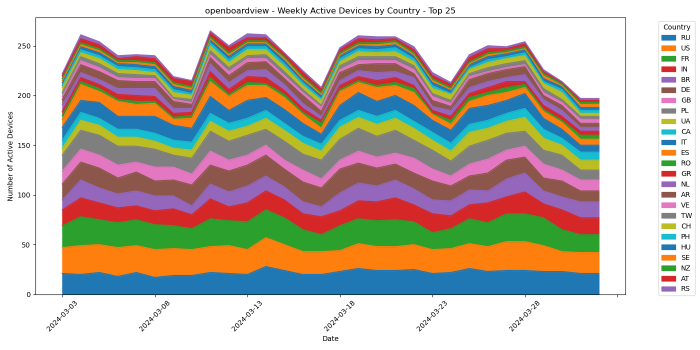 openboardview - Weekly Active Devices by Country - Top 25
Number of Active Devices
250
200
150
100
50
0
2024-03-03
2024-03-08
2024-03-13
2024-03-18
2024-03-23
2024-03-28
Date
Country
RU
US
FR
IN
BR
DE
GB
PL
UA
CA
IT
ES
RO
GR
NL
AR
VE
TW
CH
PH
HU
SE
NZ
AT
RS